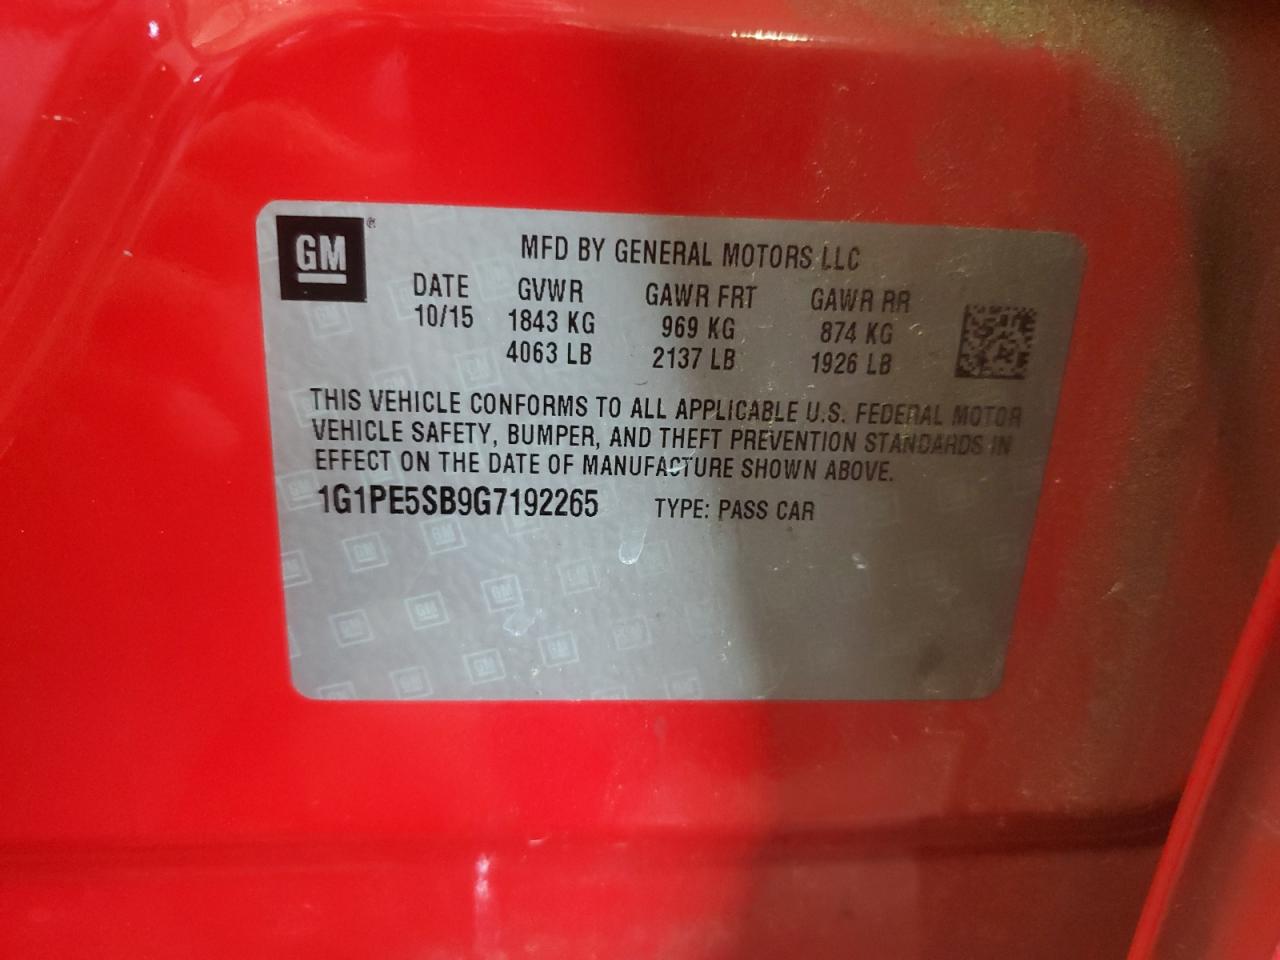 GM ®
MFD BY GENERAL MOTORS LLC
DATE GVWR GAWR FRT GAWR RR
10/15 1843 KG 969 KG 874 KG
4063 LB 2137 LB 1926 LB
THIS VEHICLE CONFORMS TO ALL APPLICABLE U.S. FEDERAL MOTOR
VEHICLE SAFETY, BUMPER, AND THEFT PREVENTION STANDARDS IN
EFFECT ON THE DATE OF MANUFACTURE SHOWN ABOVE.
1G1PE5SB9G7192265 TYPE: PASS CAR